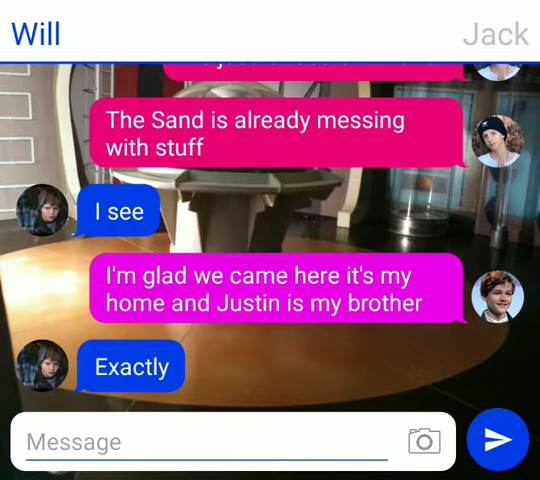 Will
Jack
The Sand is already messing
with stuff
I see
I'm glad we came here it's my
home and Justin is my brother
Exactly
Message